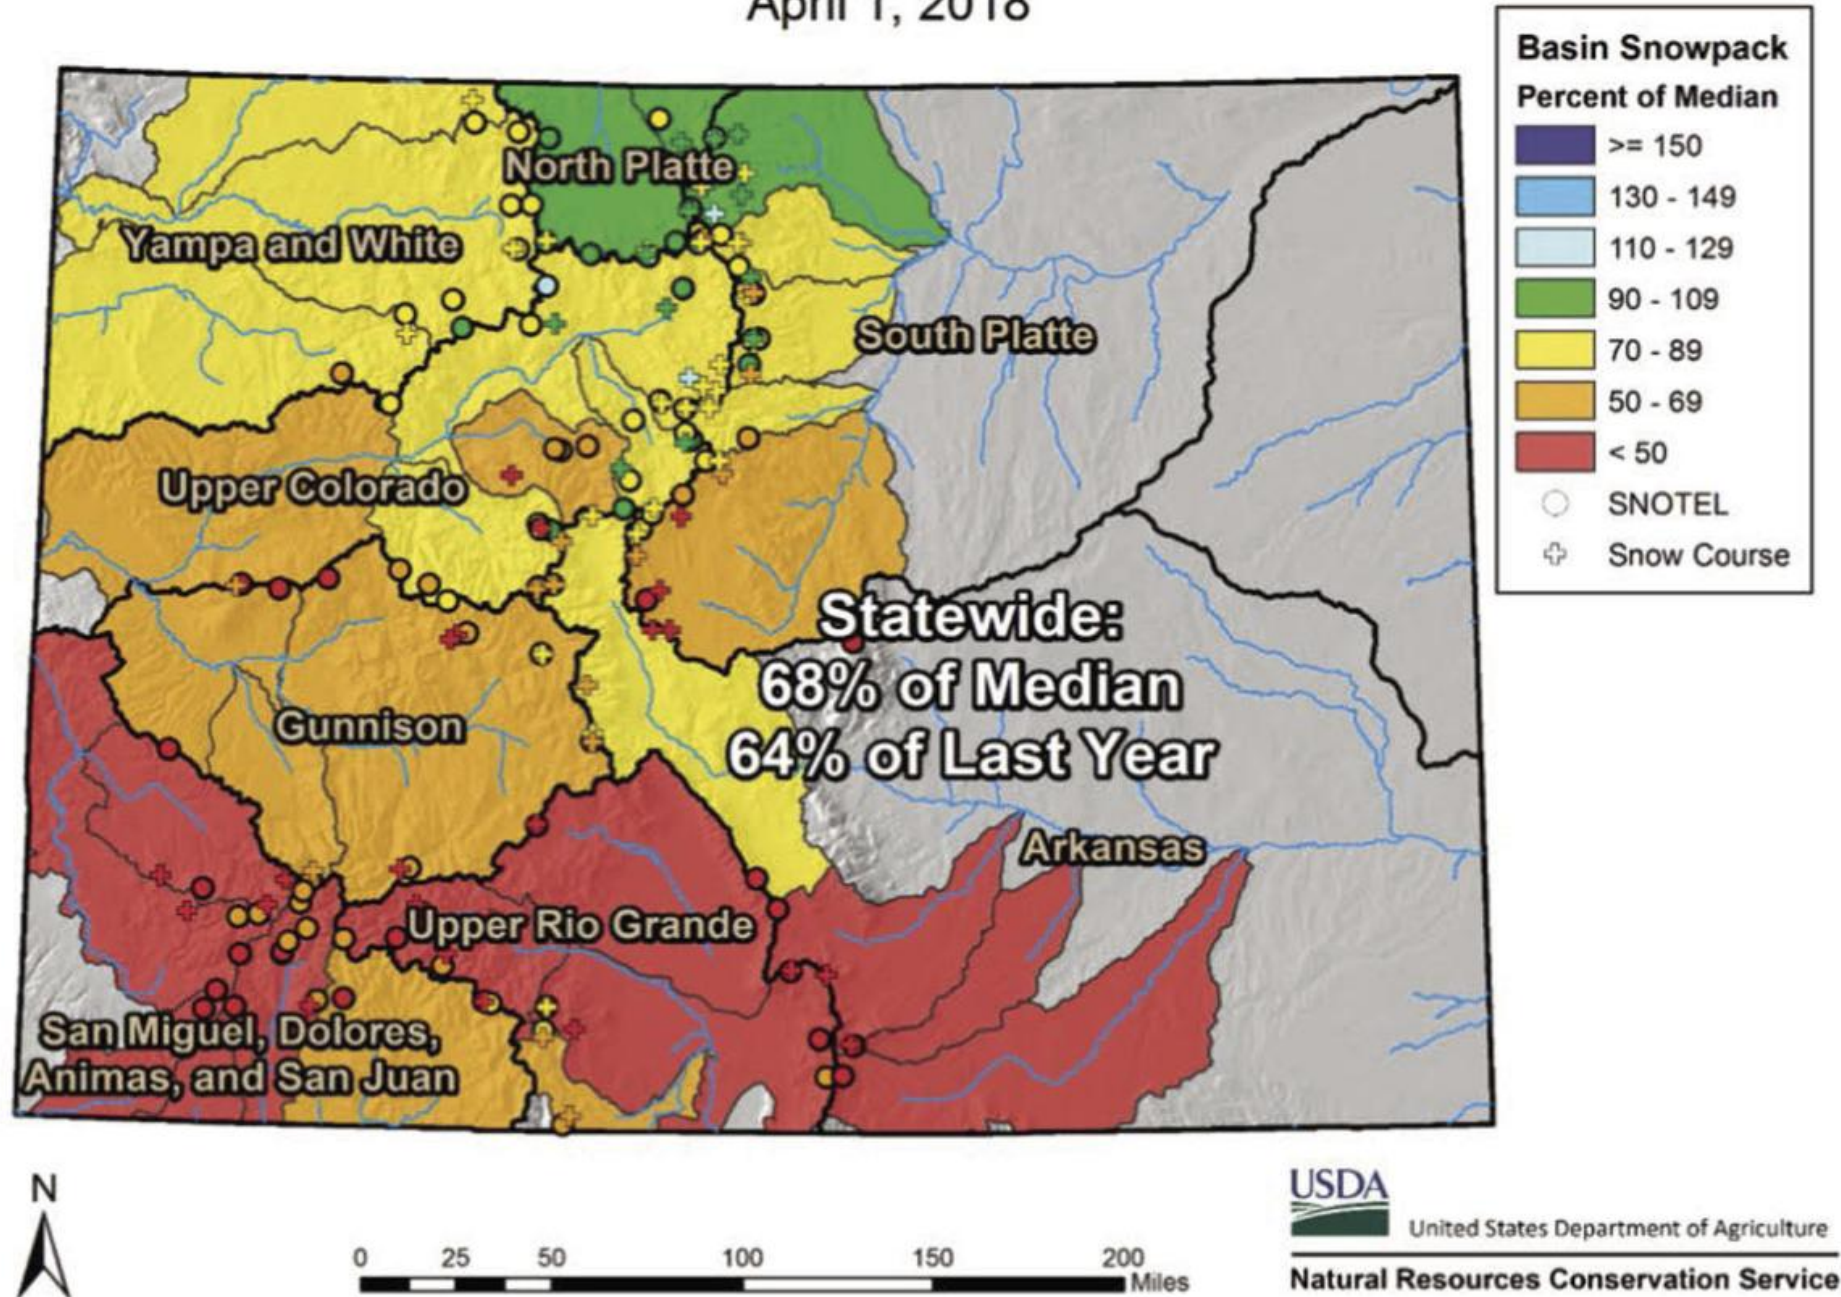 April 1, 2018
Basin Snowpack
Percent of Median
>= 150
130 - 149
110 - 129
90 - 109
70 - 89
50 - 69
< 50
SNOTEL
Snow Course
North Platte
Yampa and White
South Platte
Upper Colorado
Statewide:
68% of Median
64% of Last Year
Gunnison
Arkansas
Upper Rio Grande
San Miguel, Dolores,
Animas, and San Juan
N
0 25 50 100 150 200
Miles
USDA
United States Department of Agriculture
Natural Resources Conservation Service